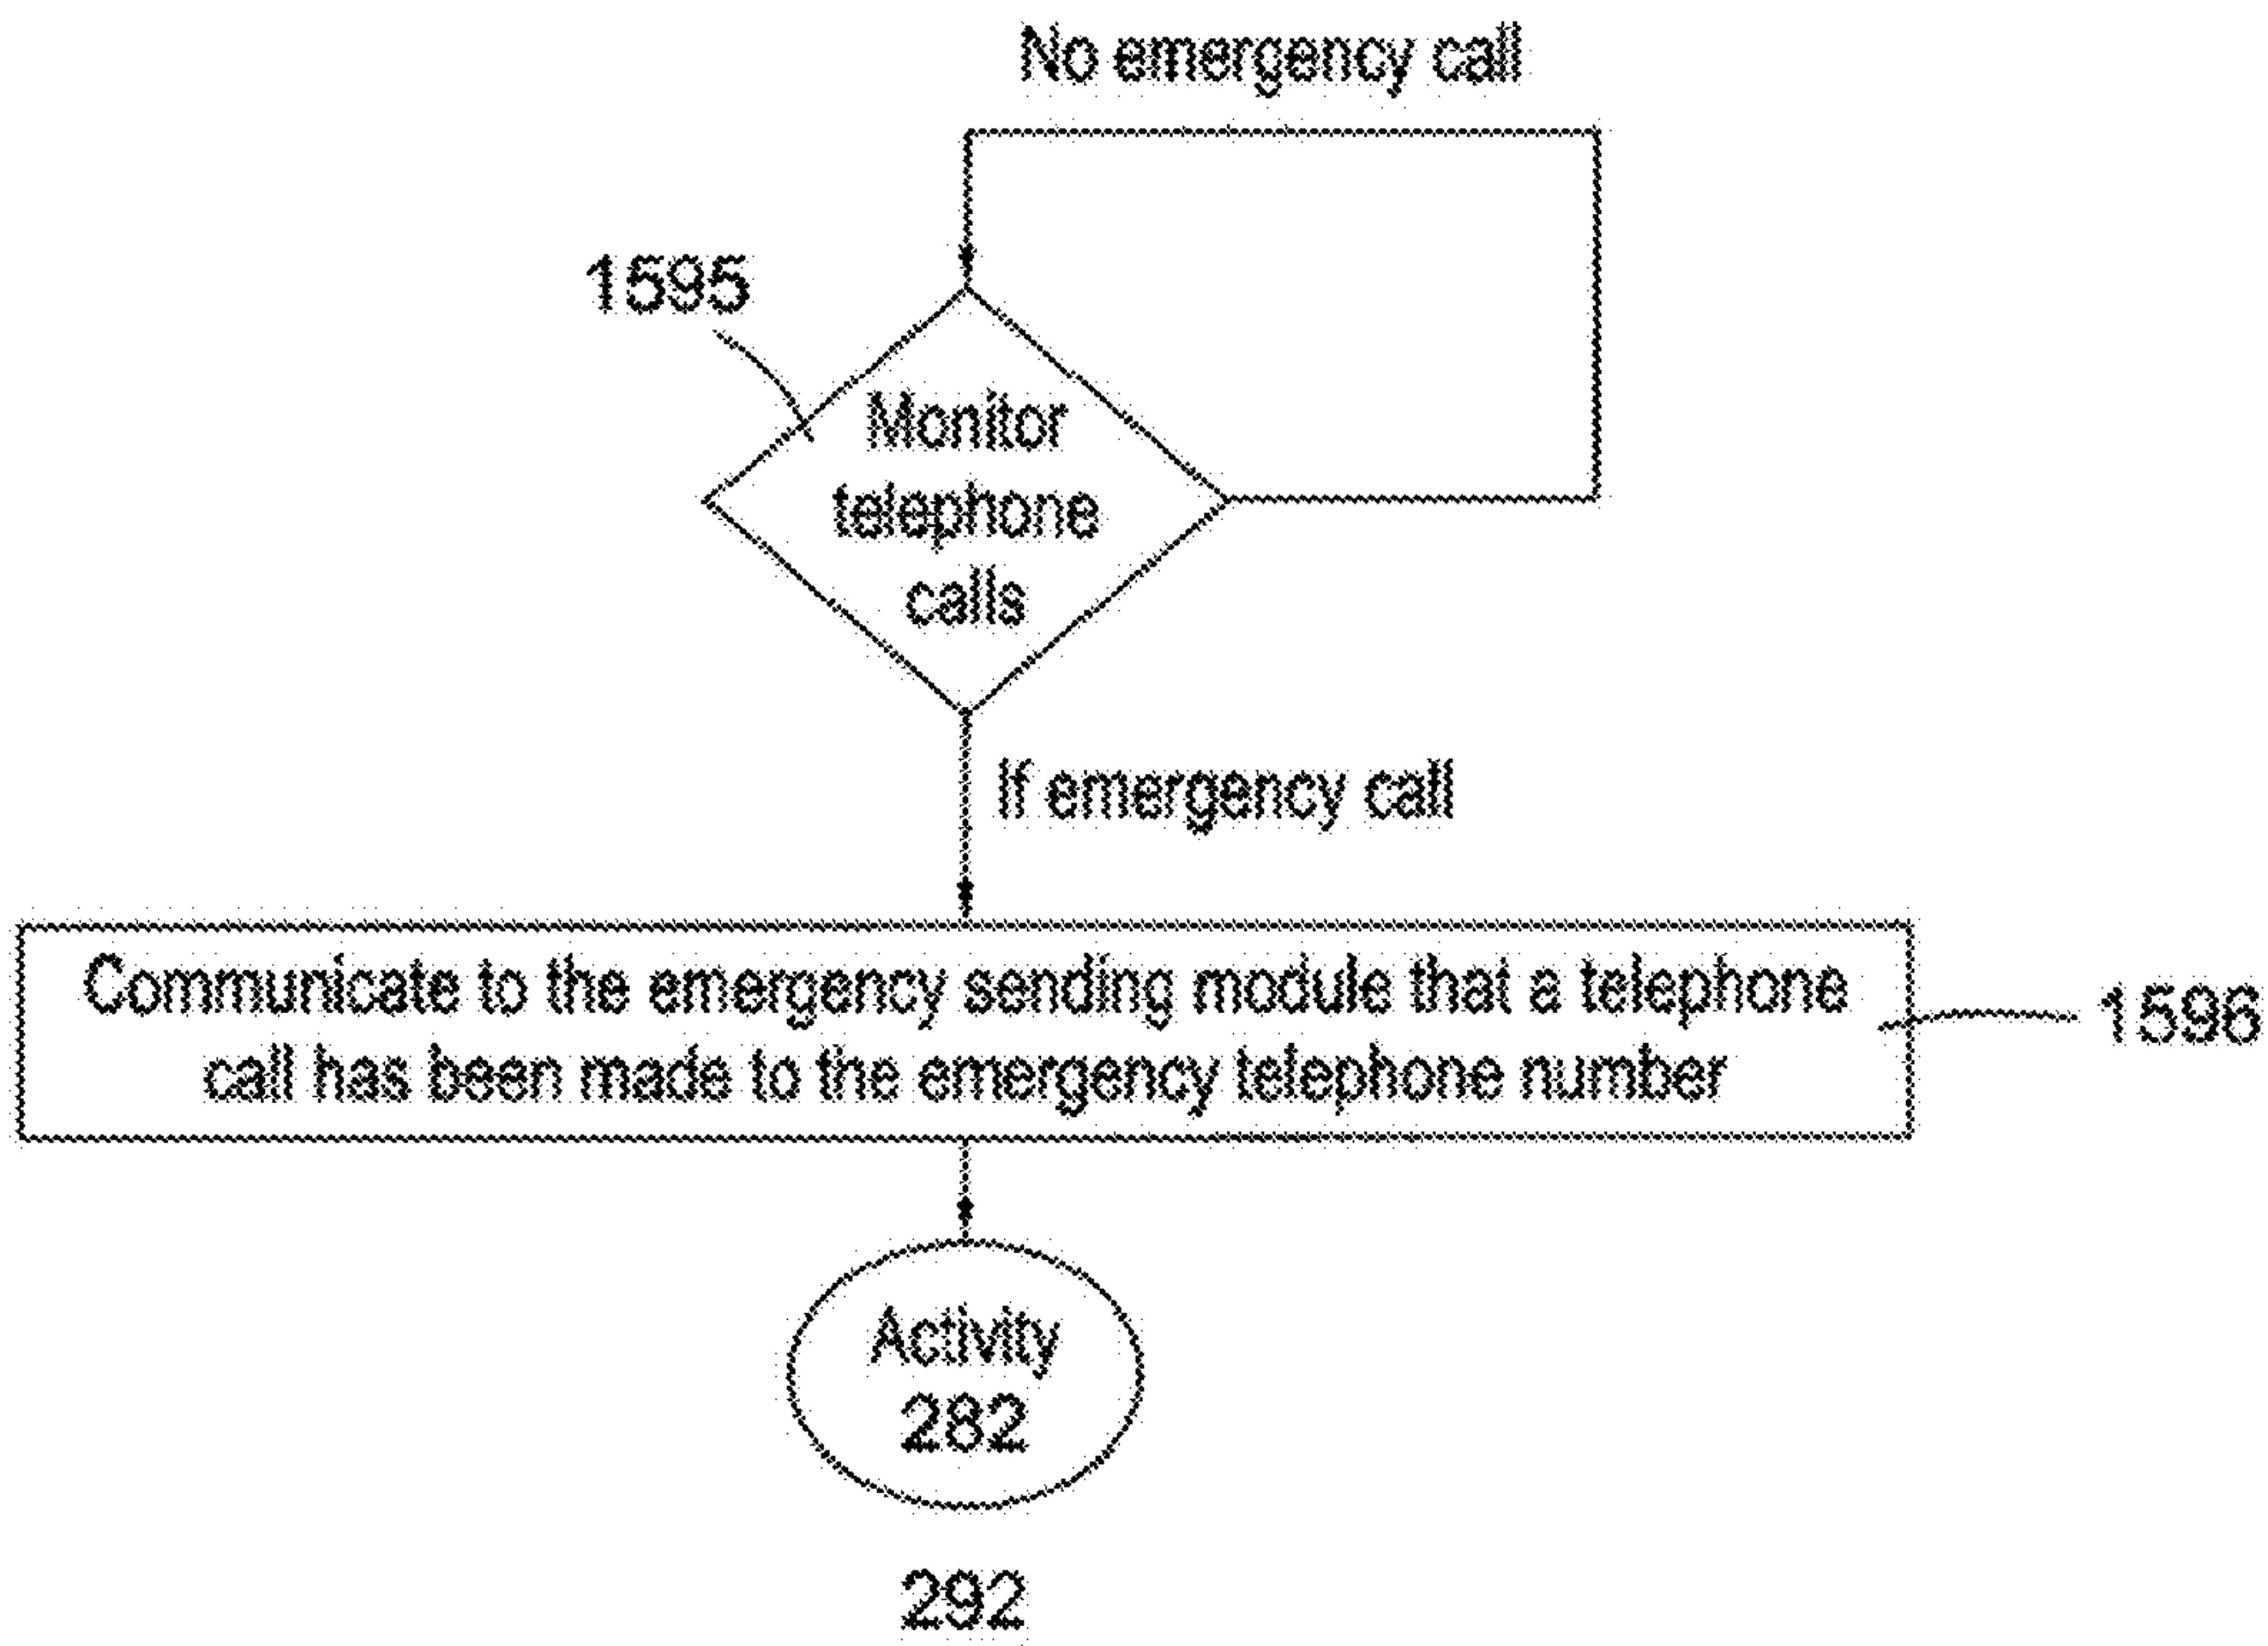 No emergency call
1595
Monitor
telephone
calls
If emergency call
Communicate to the emergency sending module that a telephone
call has been made to the emergency telephone number
1596
Activity
282
292